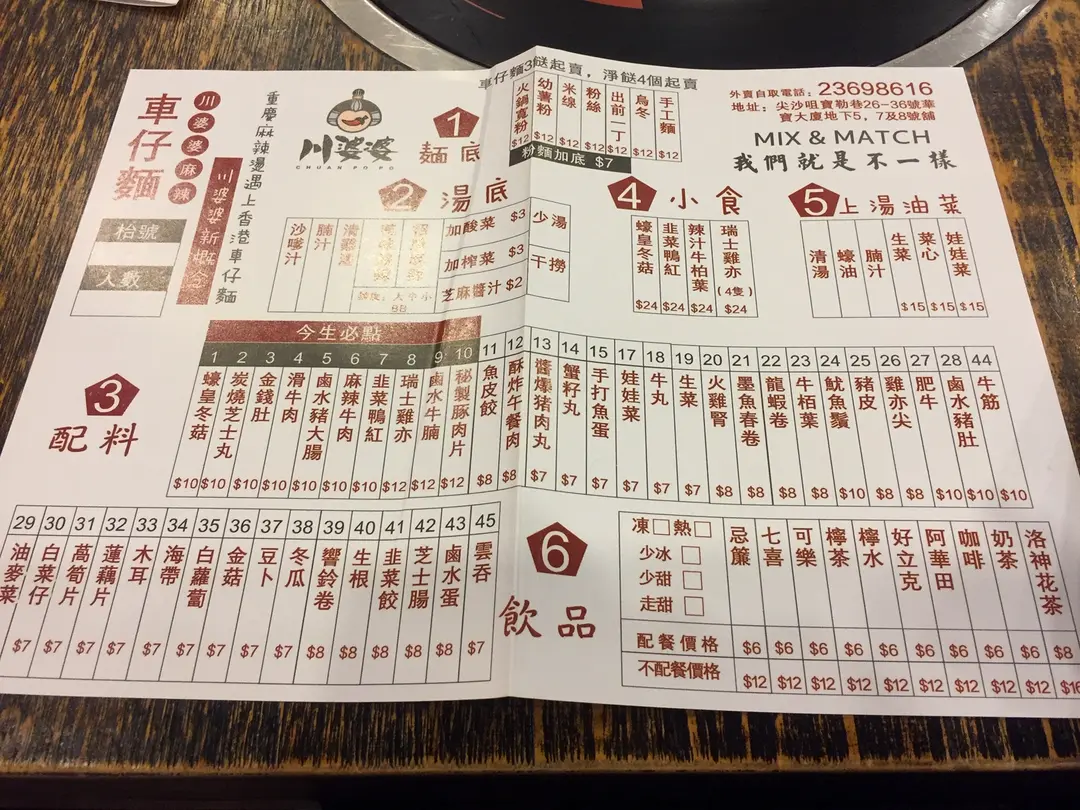 車仔麵3餸起賣，淨餸4個起賣
外賣自取電話：23698616
地址：尖沙咀寶勒巷26-36號華
寶大廈地下5，7及8號舖
MIX & MATCH
我們就是不一樣
車仔麵
川婆婆麻辣
川婆婆新概念
重慶麻辣燙遇上香港車仔麵
枱號
人數
川婆婆
CHUAN PO PO
1 麵底
火鍋寬粉 $12
幼薯粉 $12
米線 $12
粉絲 $12
出前一丁 $12
烏冬 $12
手工麵 $12
粉麵加底 $7
2 湯底
沙嗲汁
腩汁
加酸菜 $3
加榨菜 $3
芝麻醬汁 $2
少湯
干撈
4 小食
蠔皇冬菇 $24
韭菜鴨紅 $24
辣汁牛柏葉 $24
瑞士雞亦 (4隻) $24
5 上湯油菜
清湯
蠔油
腩汁
生菜 $15
菜心 $15
娃娃菜 $15
3 配料
今生必點
1 蠔皇冬菇 $10
2 炭燒芝士丸 $10
3 金錢肚 $10
4 滑牛肉 $10
5 鹵水豬大腸 $10
6 麻辣牛肉 $10
7 韭菜鴨紅 $10
8 瑞士雞亦 $12
9 鹵水牛腩 $12
10 秘製豚肉片 $12
11 魚皮餃 $8
12 酥炸午餐肉 $8
13 醬爆猪肉丸 $7
14 蟹籽丸 $7
15 手打魚蛋 $7
17 娃娃菜 $7
18 牛丸 $7
19 生菜 $7
20 火雞腎 $8
21 墨魚春卷 $8
22 龍蝦卷 $8
23 牛栢葉 $8
24 魷魚鬚 $10
25 豬皮 $8
26 雞亦尖 $8
27 肥牛 $10
28 鹵水豬肚 $10
44 牛筋 $10
29 油麥菜 $7
30 白菜仔 $7
31 萵筍片 $7
32 蓮藕片 $7
33 木耳 $7
34 海帶 $7
35 白蘿蔔 $7
36 金菇 $7
37 豆卜 $7
38 冬瓜 $7
39 響鈴卷 $8
40 生根 $8
41 韭菜餃 $8
42 芝士腸 $8
43 鹵水蛋 $8
45 雲吞 $7
6 飲品
凍 熱
少冰
少甜
走甜
忌簾 七喜 可樂 檸茶 檸水 好立克 阿華田 咖啡 奶茶 洛神花茶
配餐價格 $6 $6 $6 $6 $6 $6 $6 $6 $6 $8
不配餐價格 $12 $12 $12 $12 $12 $12 $12 $12 $12 $16